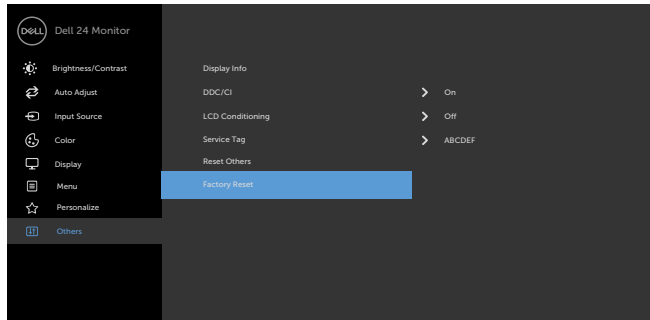 DELL Dell 24 Monitor
Brightness/Contrast Display Info
Auto Adjust DDC/CI On
Input Source LCD Conditioning Off
Color Service Tag ABCDEF
Display Reset Others
Menu Factory Reset
Personalize
Others